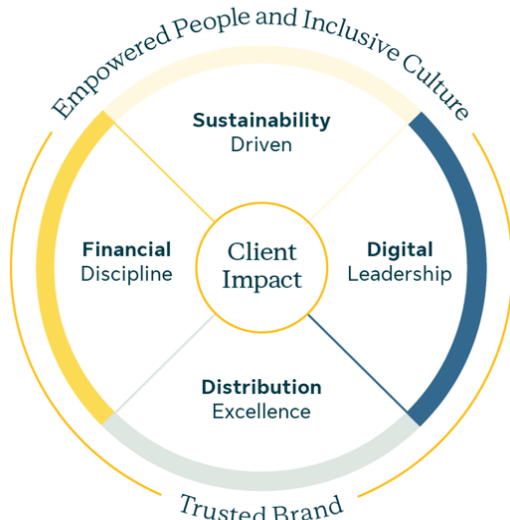 Empowered People and Inclusive Culture
Sustainability
Driven
Financial
Discipline
Client
Impact
Digital
Leadership
Distribution
Excellence
Trusted Brand